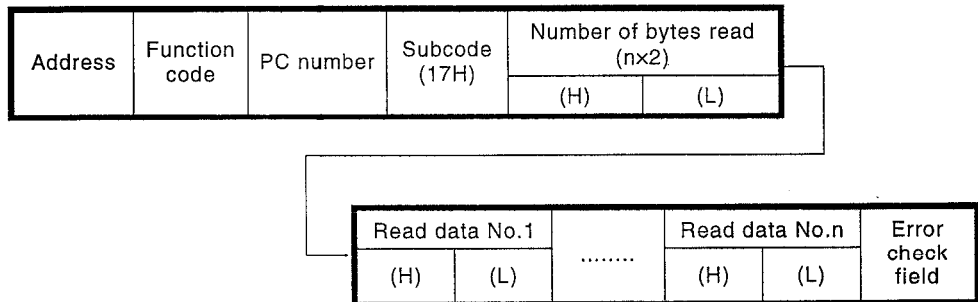 Address
Function
code
PC number
Subcode
(17H)
Number of bytes read
(n×2)
(H)
(L)
Read data No.1
(H)
(L)
........
Read data No.n
(H)
(L)
Error
check
field